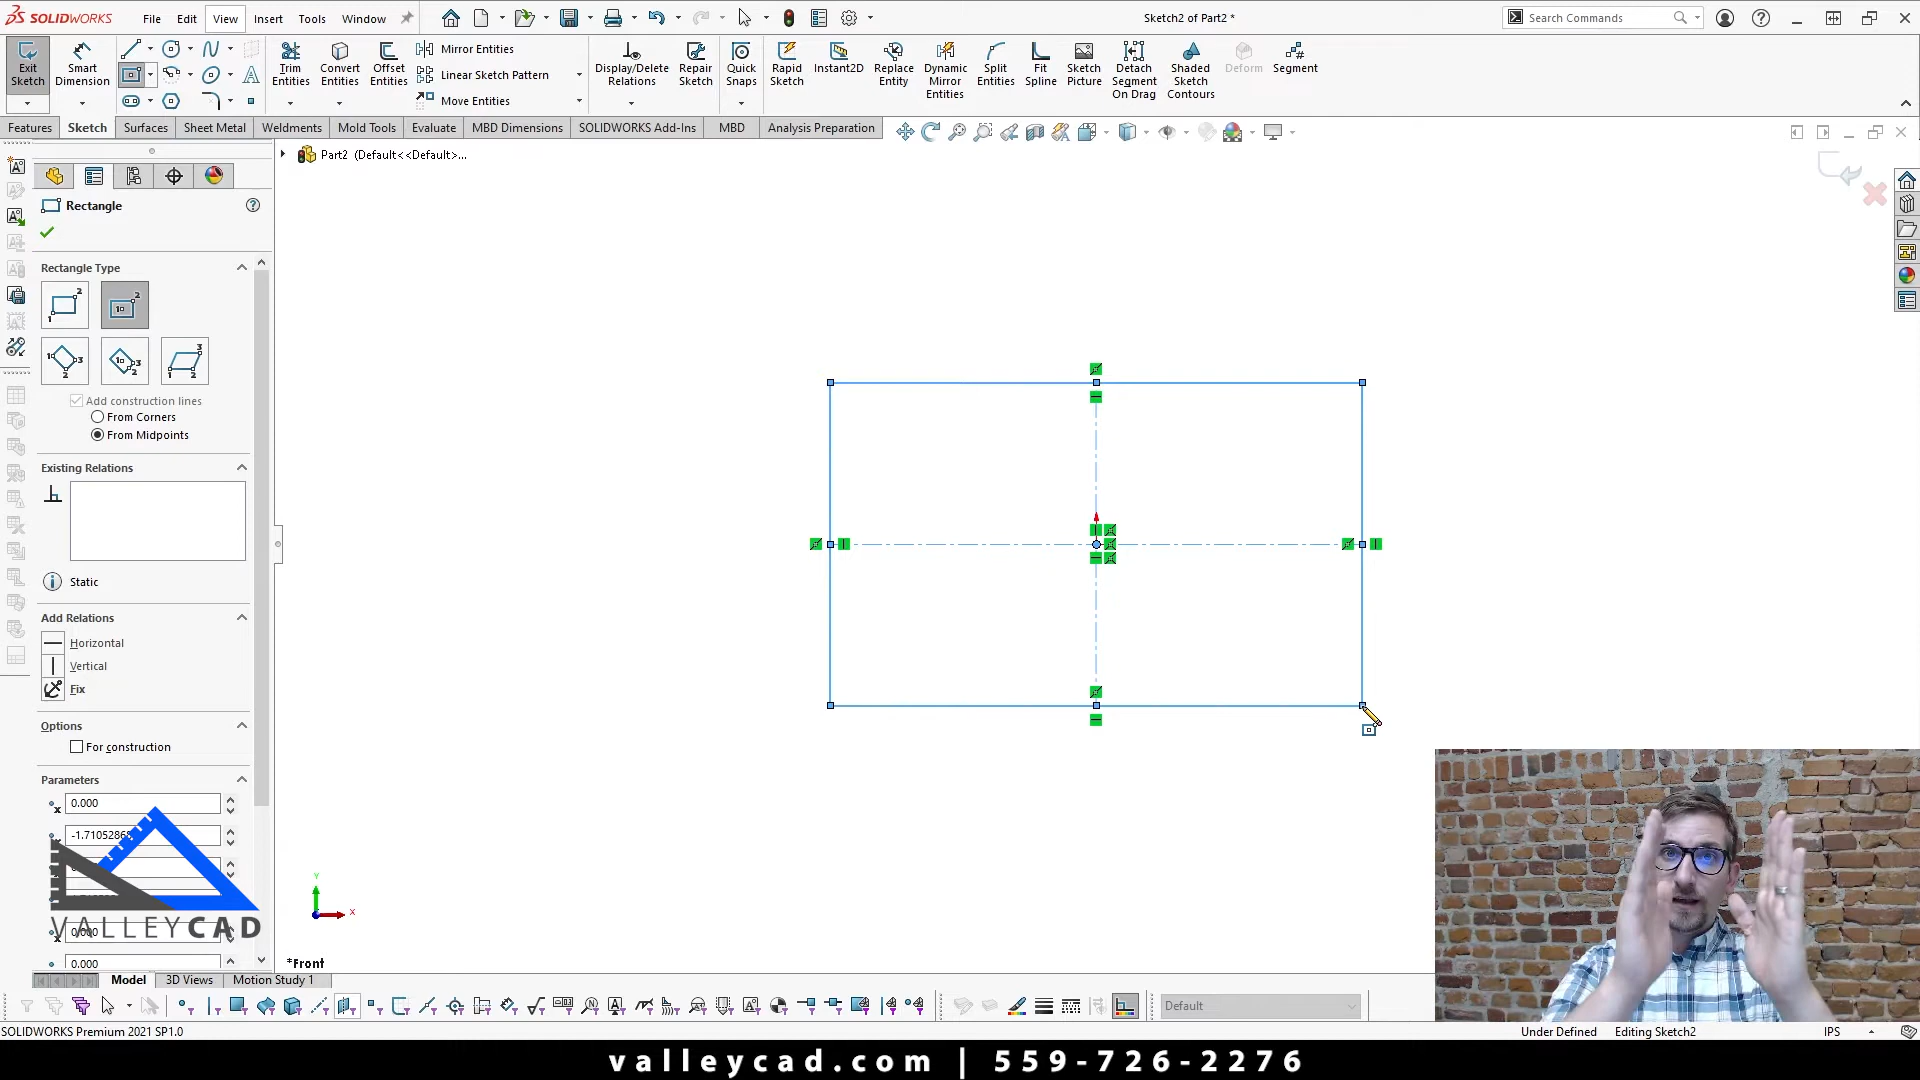 SOLIDWORKS File Edit View Insert Tools Window
Sketch2 of Part2 *
Search Commands
Exit Sketch
Smart Dimension
Trim Entities
Convert Entities
Offset Entities
Mirror Entities
Linear Sketch Pattern
Move Entities
Display/Delete Relations
Repair Sketch
Quick Snaps
Rapid Sketch
Instant2D
Replace Entity
Dynamic Mirror Entities
Split Entities
Fit Spline
Sketch Picture
Detach Segment On Drag
Shaded Sketch Contours
Deform
Segment
Features Sketch Surfaces Sheet Metal Weldments Mold Tools Evaluate MBD Dimensions SOLIDWORKS Add-Ins MBD Analysis Preparation
Part2 (Default<<Default>...
Rectangle
Rectangle Type
Add construction lines
From Corners
From Midpoints
Existing Relations
Static
Add Relations
Horizontal
Vertical
Fix
Options
For construction
Parameters
0.000
VALLEYCAD
0.000
0.000
Y
X
*Front
Model 3D Views Motion Study 1
Default
SOLIDWORKS Premium 2021 SP1.0
Under Defined Editing Sketch2 IPS
valleycad.com | 559-726-2276